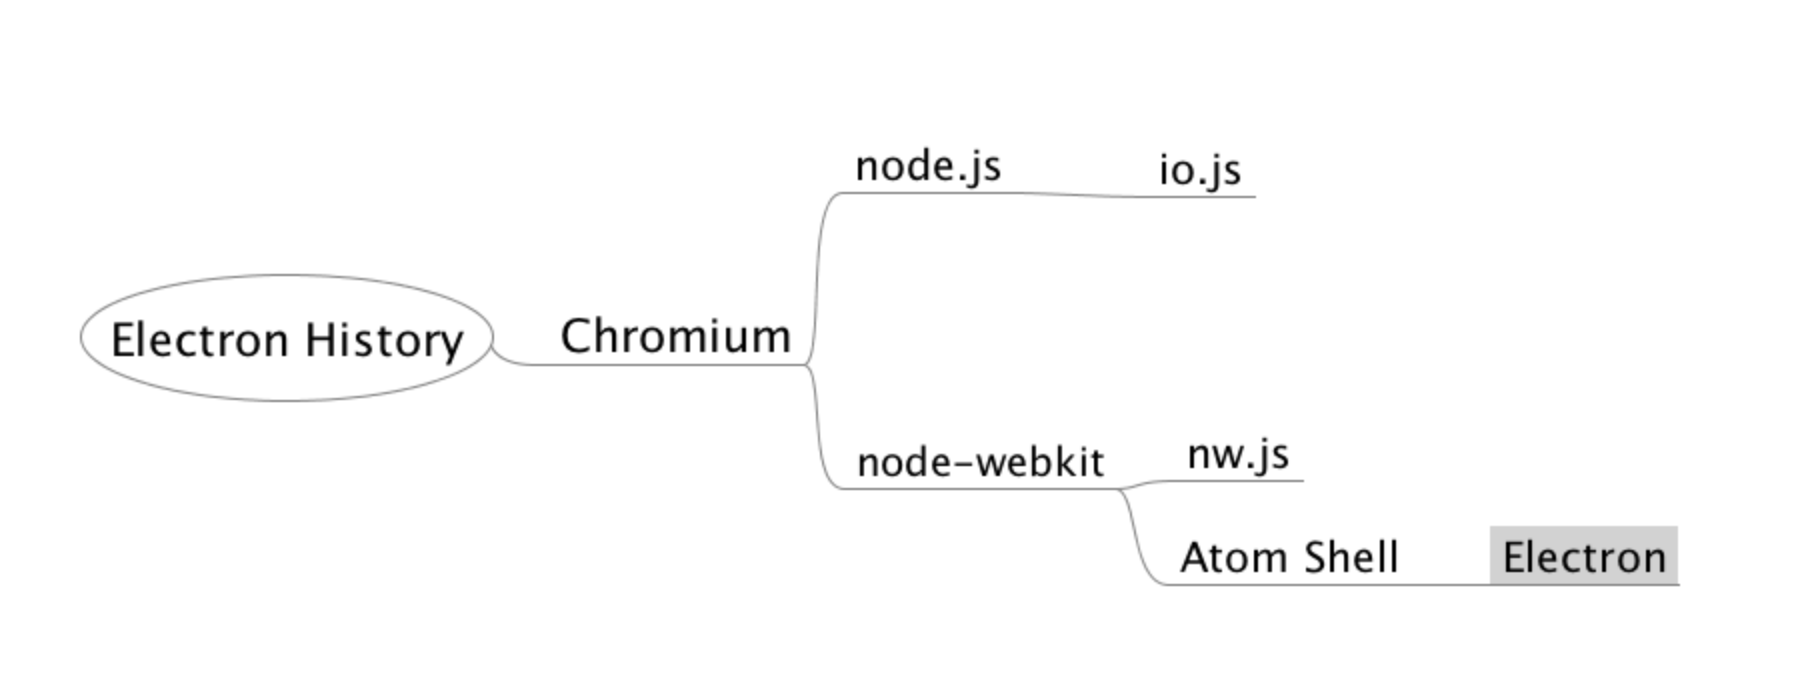 node.js
io.js
Electron History
Chromium
node-webkit
nw.js
Atom Shell
Electron